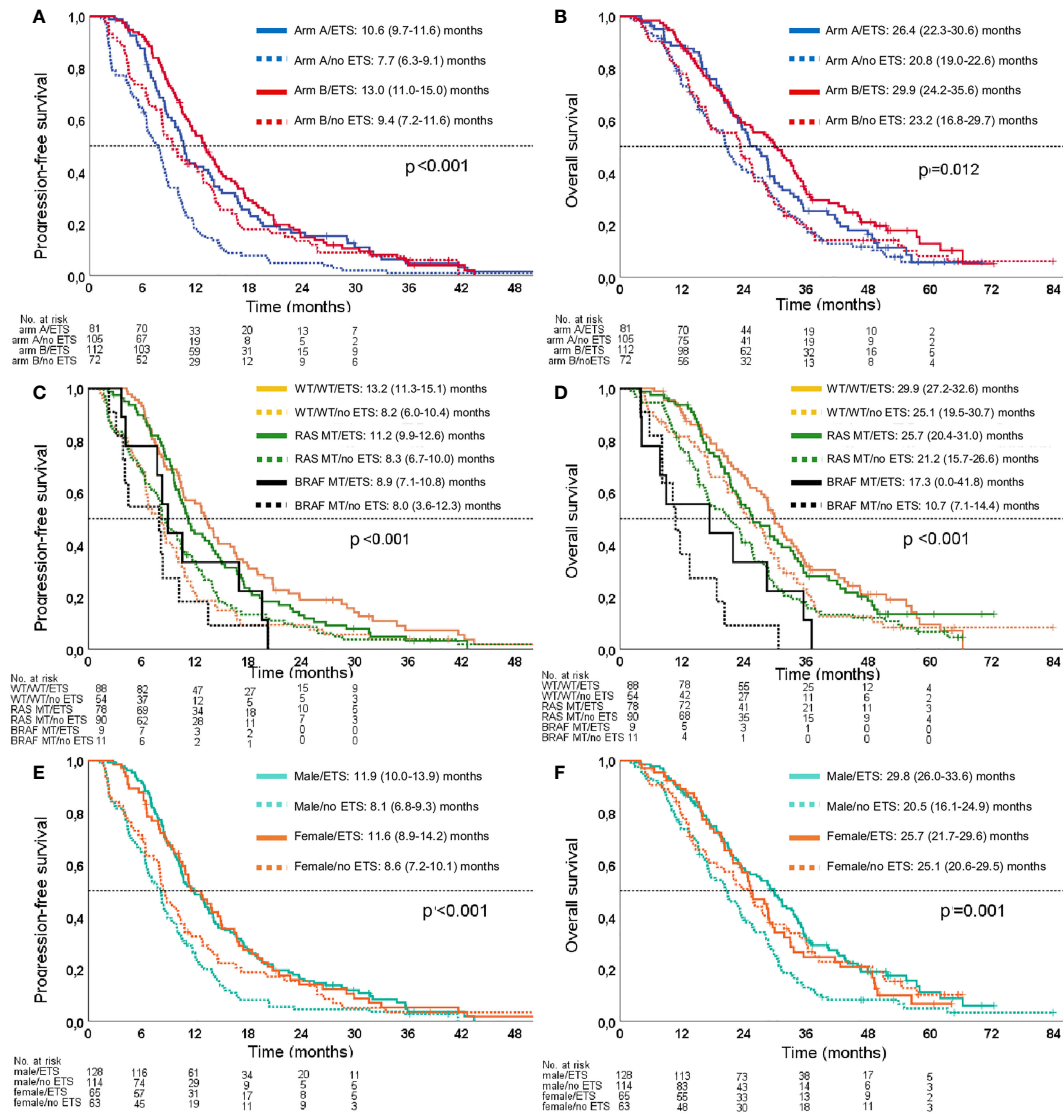 A
Progression-free survival
1,0
0,8
0,6
0,4
0,2
0,0
Arm A/ETS: 10.6 (9.7-11.6) months
Arm A/no ETS: 7.7 (6.3-9.1) months
Arm B/ETS: 13.0 (11.0-15.0) months
Arm B/no ETS: 9.4 (7.2-11.6) months
p<0.001
0 6 12 18 24 30 36 42 48
Time (months)
No. at risk
arm A/ETS 81 70 33 20 13 7
arm A/no ETS 105 67 19 8 5 2
arm B/ETS 112 103 59 31 15 9
arm B/no ETS 72 52 29 12 9 6
B
Overall survival
1,0
0,8
0,6
0,4
0,2
0,0
Arm A/ETS: 26.4 (22.3-30.6) months
Arm A/no ETS: 20.8 (19.0-22.6) months
Arm B/ETS: 29.9 (24.2-35.6) months
Arm B/no ETS: 23.2 (16.8-29.7) months
p=0.012
0 12 24 36 48 60 72 84
Time (months)
No. at risk
arm A/ETS 81 70 44 19 10 2
arm A/no ETS 105 75 41 19 9 2
arm B/ETS 112 98 62 32 16 5
arm B/noETS 72 56 32 13 8 4
C
Progression-free survival
1,0
0,8
0,6
0,4
0,2
0,0
WT/WT/ETS: 13.2 (11.3-15.1) months
WT/WT/no ETS: 8.2 (6.0-10.4) months
RAS MT/ETS: 11.2 (9.9-12.6) months
RAS MT/no ETS: 8.3 (6.7-10.0) months
BRAF MT/ETS: 8.9 (7.1-10.8) months
BRAF MT/no ETS: 8.0 (3.6-12.3) months
p <0.001
0 6 12 18 24 30 36 42 48
Time (months)
No. at risk
WT/WT/ETS 88 82 47 27 15 9
WT/WT/no ETS 54 37 12 5 5 3
RAS MT/ETS 78 69 34 18 10 5
RAS MT/no ETS 90 62 28 11 7 3
BRAF MT/ETS 9 7 3 2 0 0
BRAF MT/no ETS 11 6 2 1 0 0
D
Overall survival
1,0
0,8
0,6
0,4
0,2
0,0
WT/WT/ETS: 29.9 (27.2-32.6) months
WT/WT/no ETS: 25.1 (19.5-30.7) months
RAS MT/ETS: 25.7 (20.4-31.0) months
RAS MT/no ETS: 21.2 (15.7-26.6) months
BRAF MT/ETS: 17.3 (0.0-41.8) months
BRAF MT/no ETS: 10.7 (7.1-14.4) months
p <0.001
0 12 24 36 48 60 72 84
Time (months)
No. at risk
WT/WT/ETS 88 78 55 25 12 4
WT/WT/no ETS 54 42 27 11 6 2
RAS MT/ETS 78 72 41 21 11 3
RAS MT/no ETS 90 68 35 15 9 4
BRAF MT/ETS 9 5 3 1 0 0
BRAF MT/no ETS 11 4 1 0 0 0
E
Progression-free survival
1,0
0,8
0,6
0,4
0,2
0,0
Male/ETS: 11.9 (10.0-13.9) months
Male/no ETS: 8.1 (6.8-9.3) months
Female/ETS: 11.6 (8.9-14.2) months
Female/no ETS: 8.6 (7.2-10.1) months
p<0.001
0 6 12 18 24 30 36 42 48
Time (months)
No. at risk
male/ETS 128 116 61 34 20 11
male/no ETS 114 74 29 9 5 5
female/ETS 65 57 31 17 8 5
female/no ETS 63 45 19 11 9 3
F
Overall survival
1,0
0,8
0,6
0,4
0,2
0,0
Male/ETS: 29.8 (26.0-33.6) months
Male/no ETS: 20.5 (16.1-24.9) months
Female/ETS: 25.7 (21.7-29.6) months
Female/no ETS: 25.1 (20.6-29.5) months
p=0.001
0 12 24 36 48 60 72 84
Time (months)
No. at risk
male/ETS 128 113 73 38 17 5
male/no ETS 114 83 43 14 6 3
female/ETS 65 55 33 13 9 2
female/no ETS 63 48 30 18 11 3